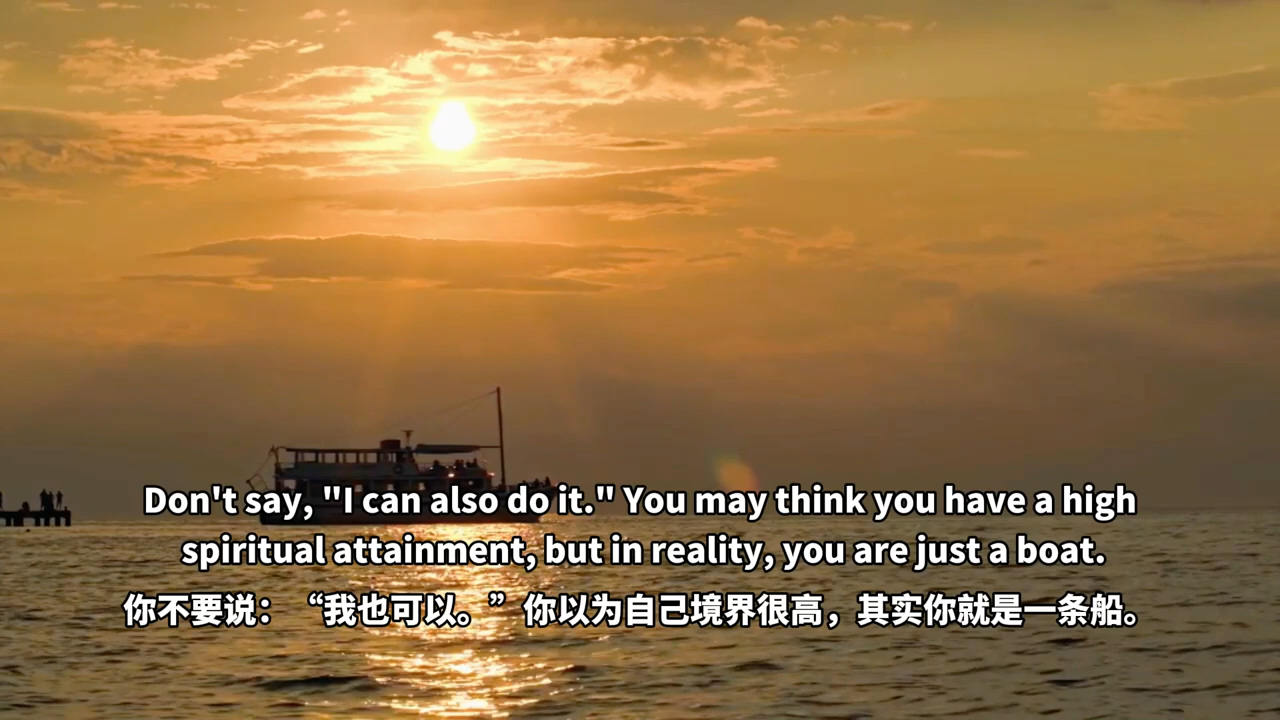 Don't say, "I can also do it." You may think you have a high
spiritual attainment, but in reality, you are just a boat.
你不要说：“我也可以。”你以为自己境界很高，其实你就是一条船。